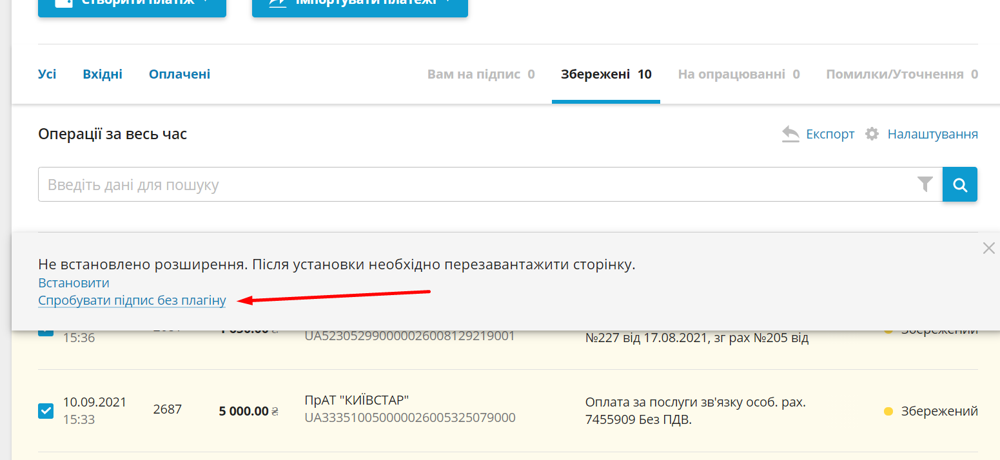 Створити платіж
Імпортувати платежі
Усі Вхідні Оплачені Вам на підпис 0 Збережені 10 На опрацюванні 0 Помилки/Уточнення 0
Операції за весь час Експорт Налаштування
Введіть дані для пошуку
Не встановлено розширення. Після установки необхідно перезавантажити сторінку.
Встановити
Спробувати підпис без плагіну
15:36 UA523052990000026008129219001 №227 від 17.08.2021, зг рах №205 від Збережений
10.09.2021 2687 5 000.00 ₴ ПрАТ "КИЇВСТАР" Оплата за послуги зв'язку особ. рах. Збережений
15:33 UA333510050000026005325079000 7455909 Без ПДВ.